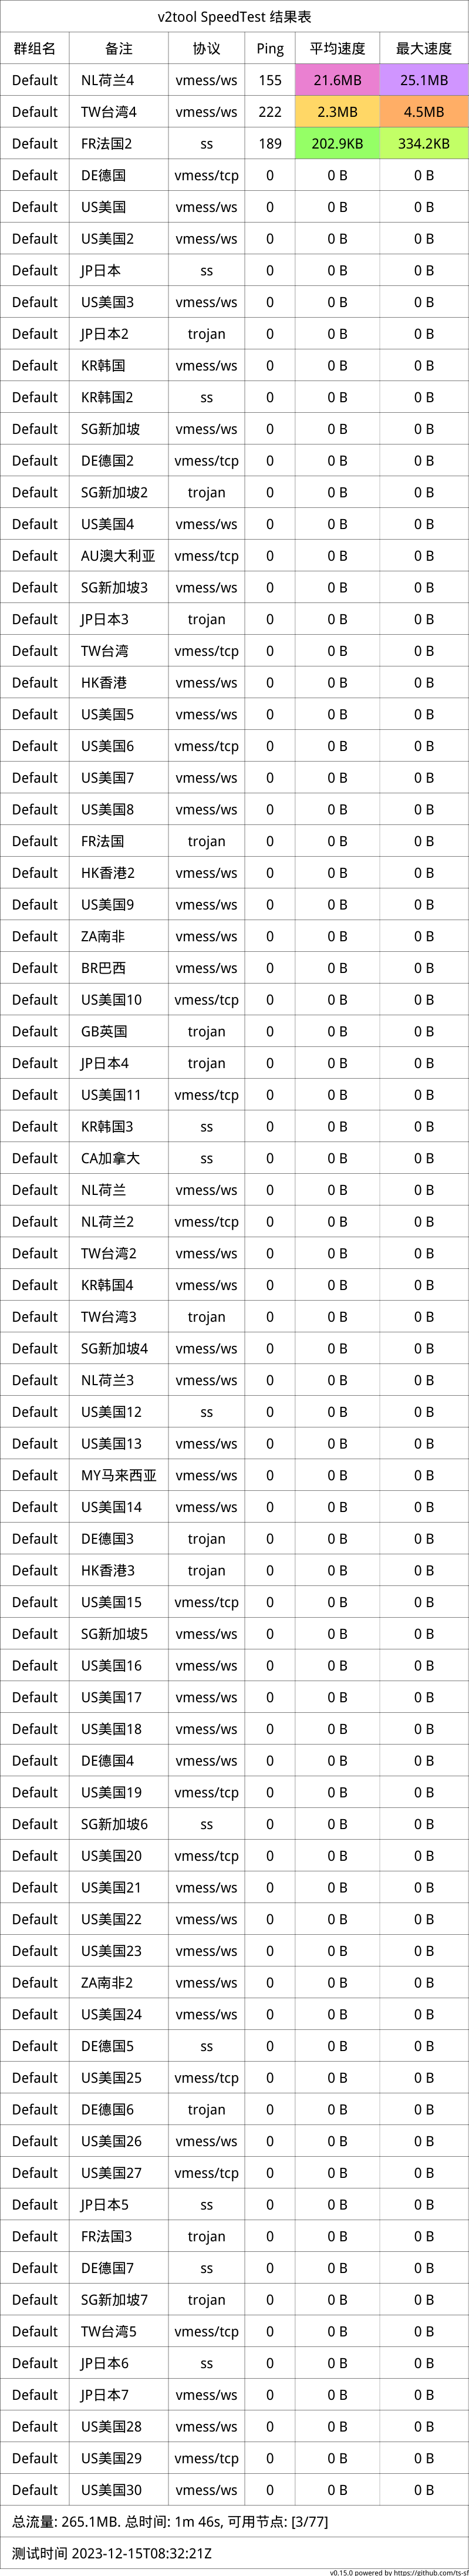 v2tool SpeedTest 结果表
群组名 备注 协议 Ping 平均速度 最大速度
Default NL荷兰4 vmess/ws 155 21.6MB 25.1MB
Default TW台湾4 vmess/ws 222 2.3MB 4.5MB
Default FR法国2 ss 189 202.9KB 334.2KB
Default DE德国 vmess/tcp 0 0 B 0 B
Default US美国 vmess/ws 0 0 B 0 B
Default US美国2 vmess/ws 0 0 B 0 B
Default JP日本 ss 0 0 B 0 B
Default US美国3 vmess/ws 0 0 B 0 B
Default JP日本2 trojan 0 0 B 0 B
Default KR韩国 vmess/ws 0 0 B 0 B
Default KR韩国2 ss 0 0 B 0 B
Default SG新加坡 vmess/ws 0 0 B 0 B
Default DE德国2 vmess/tcp 0 0 B 0 B
Default SG新加坡2 trojan 0 0 B 0 B
Default US美国4 vmess/ws 0 0 B 0 B
Default AU澳大利亚 vmess/tcp 0 0 B 0 B
Default SG新加坡3 vmess/ws 0 0 B 0 B
Default JP日本3 trojan 0 0 B 0 B
Default TW台湾 vmess/tcp 0 0 B 0 B
Default HK香港 vmess/ws 0 0 B 0 B
Default US美国5 vmess/ws 0 0 B 0 B
Default US美国6 vmess/tcp 0 0 B 0 B
Default US美国7 vmess/ws 0 0 B 0 B
Default US美国8 vmess/ws 0 0 B 0 B
Default FR法国 trojan 0 0 B 0 B
Default HK香港2 vmess/ws 0 0 B 0 B
Default US美国9 vmess/ws 0 0 B 0 B
Default ZA南非 vmess/ws 0 0 B 0 B
Default BR巴西 vmess/ws 0 0 B 0 B
Default US美国10 vmess/tcp 0 0 B 0 B
Default GB英国 trojan 0 0 B 0 B
Default JP日本4 trojan 0 0 B 0 B
Default US美国11 vmess/tcp 0 0 B 0 B
Default KR韩国3 ss 0 0 B 0 B
Default CA加拿大 ss 0 0 B 0 B
Default NL荷兰 vmess/ws 0 0 B 0 B
Default NL荷兰2 vmess/tcp 0 0 B 0 B
Default TW台湾2 vmess/ws 0 0 B 0 B
Default KR韩国4 vmess/ws 0 0 B 0 B
Default TW台湾3 trojan 0 0 B 0 B
Default SG新加坡4 vmess/ws 0 0 B 0 B
Default NL荷兰3 vmess/ws 0 0 B 0 B
Default US美国12 ss 0 0 B 0 B
Default US美国13 vmess/ws 0 0 B 0 B
Default MY马来西亚 vmess/ws 0 0 B 0 B
Default US美国14 vmess/ws 0 0 B 0 B
Default DE德国3 trojan 0 0 B 0 B
Default HK香港3 trojan 0 0 B 0 B
Default US美国15 vmess/tcp 0 0 B 0 B
Default SG新加坡5 vmess/ws 0 0 B 0 B
Default US美国16 vmess/ws 0 0 B 0 B
Default US美国17 vmess/ws 0 0 B 0 B
Default US美国18 vmess/ws 0 0 B 0 B
Default DE德国4 vmess/ws 0 0 B 0 B
Default US美国19 vmess/tcp 0 0 B 0 B
Default SG新加坡6 ss 0 0 B 0 B
Default US美国20 vmess/tcp 0 0 B 0 B
Default US美国21 vmess/ws 0 0 B 0 B
Default US美国22 vmess/ws 0 0 B 0 B
Default US美国23 vmess/ws 0 0 B 0 B
Default ZA南非2 vmess/ws 0 0 B 0 B
Default US美国24 vmess/ws 0 0 B 0 B
Default DE德国5 ss 0 0 B 0 B
Default US美国25 vmess/tcp 0 0 B 0 B
Default DE德国6 trojan 0 0 B 0 B
Default US美国26 vmess/ws 0 0 B 0 B
Default US美国27 vmess/tcp 0 0 B 0 B
Default JP日本5 ss 0 0 B 0 B
Default FR法国3 trojan 0 0 B 0 B
Default DE德国7 ss 0 0 B 0 B
Default SG新加坡7 trojan 0 0 B 0 B
Default TW台湾5 vmess/tcp 0 0 B 0 B
Default JP日本6 ss 0 0 B 0 B
Default JP日本7 vmess/ws 0 0 B 0 B
Default US美国28 vmess/ws 0 0 B 0 B
Default US美国29 vmess/tcp 0 0 B 0 B
Default US美国30 vmess/ws 0 0 B 0 B
总流量: 265.1MB. 总时间: 1m 46s, 可用节点: [3/77]
测试时间 2023-12-15T08:32:21Z
v0.15.0 powered by https://github.com/ts-sf